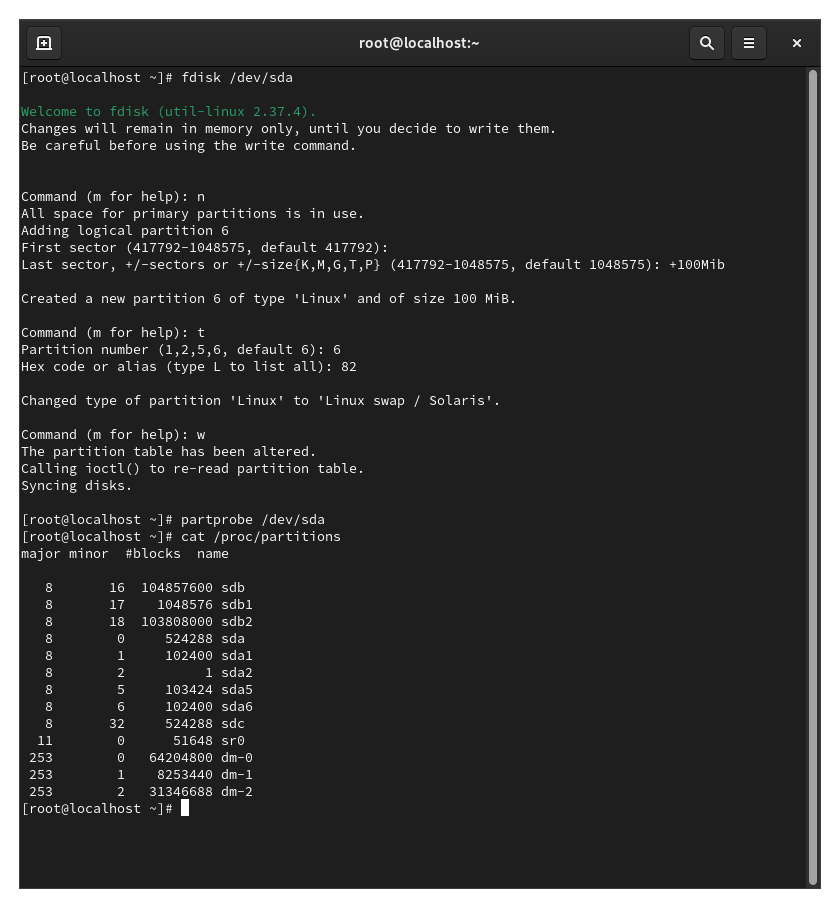 root@localhost:~
[root@localhost ~]# fdisk /dev/sda
Welcome to fdisk (util-linux 2.37.4).
Changes will remain in memory only, until you decide to write them.
Be careful before using the write command.
Command (m for help): n
All space for primary partitions is in use.
Adding logical partition 6
First sector (417792-1048575, default 417792):
Last sector, +/-sectors or +/-size{K,M,G,T,P} (417792-1048575, default 1048575): +100Mib
Created a new partition 6 of type 'Linux' and of size 100 MiB.
Command (m for help): t
Partition number (1,2,5,6, default 6): 6
Hex code or alias (type L to list all): 82
Changed type of partition 'Linux' to 'Linux swap / Solaris'.
Command (m for help): w
The partition table has been altered.
Calling ioctl() to re-read partition table.
Syncing disks.
[root@localhost ~]# partprobe /dev/sda
[root@localhost ~]# cat /proc/partitions
major minor  #blocks  name
   8       16  104857600 sdb
   8       17    1048576 sdb1
   8       18  103808000 sdb2
   8        0     524288 sda
   8        1     102400 sda1
   8        2          1 sda2
   8        5     103424 sda5
   8        6     102400 sda6
   8       32     524288 sdc
  11        0      51648 sr0
 253        0   64204800 dm-0
 253        1    8253440 dm-1
 253        2   31346688 dm-2
[root@localhost ~]#